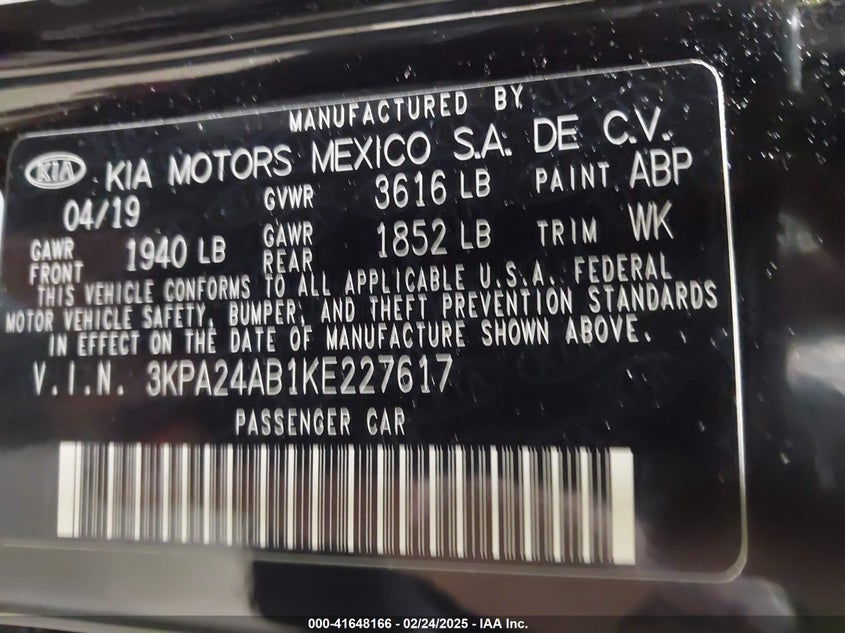 MANUFACTURED BY
KIA KIA MOTORS MEXICO S.A. DE C.V.
04/19 GVWR 3616 LB PAINT ABP
GAWR FRONT 1940 LB GAWR REAR 1852 LB TRIM WK
THIS VEHICLE CONFORMS TO ALL APPLICABLE U.S.A. FEDERAL
MOTOR VEHICLE SAFETY, BUMPER, AND THEFT PREVENTION STANDARDS
IN EFFECT ON THE DATE OF MANUFACTURE SHOWN ABOVE.
V.I.N. 3KPA24AB1KE227617
PASSENGER CAR
000-41648166 - 02/24/2025 - IAA Inc.